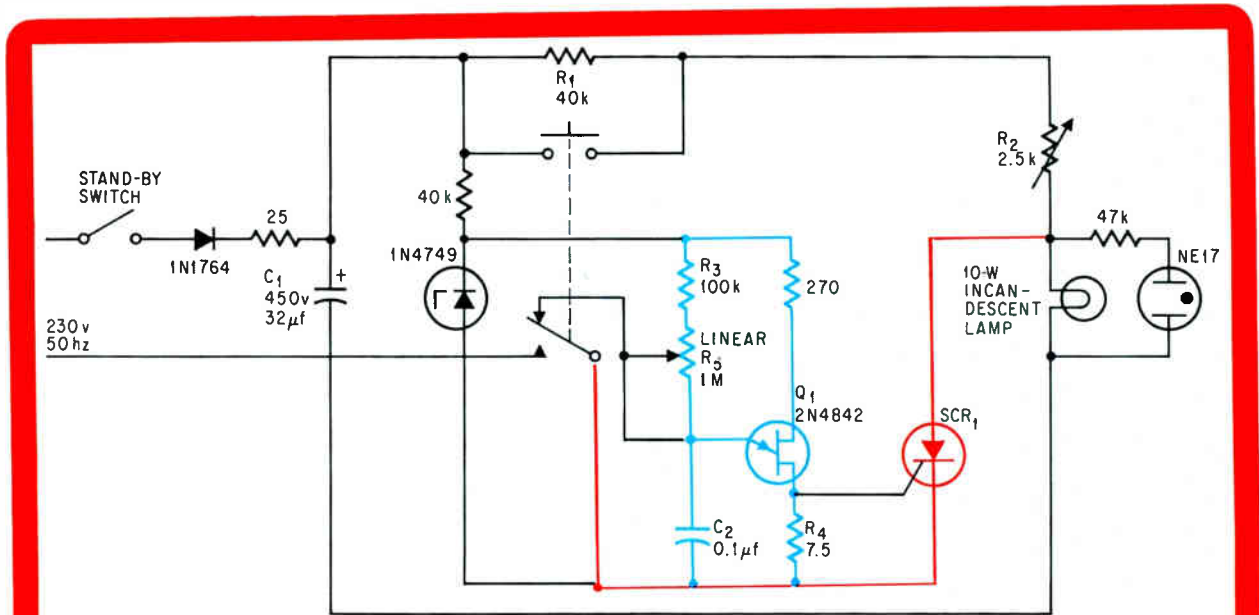 R1
40k
R2
2.5k
STAND-BY
SWITCH
25
40k
47k
1N1764
1N4749
R3
100k
270
NE17
C1
450v
32µf
+
10-W
INCAN-
DESCENT
LAMP
230v
50hz
LINEAR
R5
1M
Q1
2N4842
SCR1
C2
0.1µf
R4
7.5